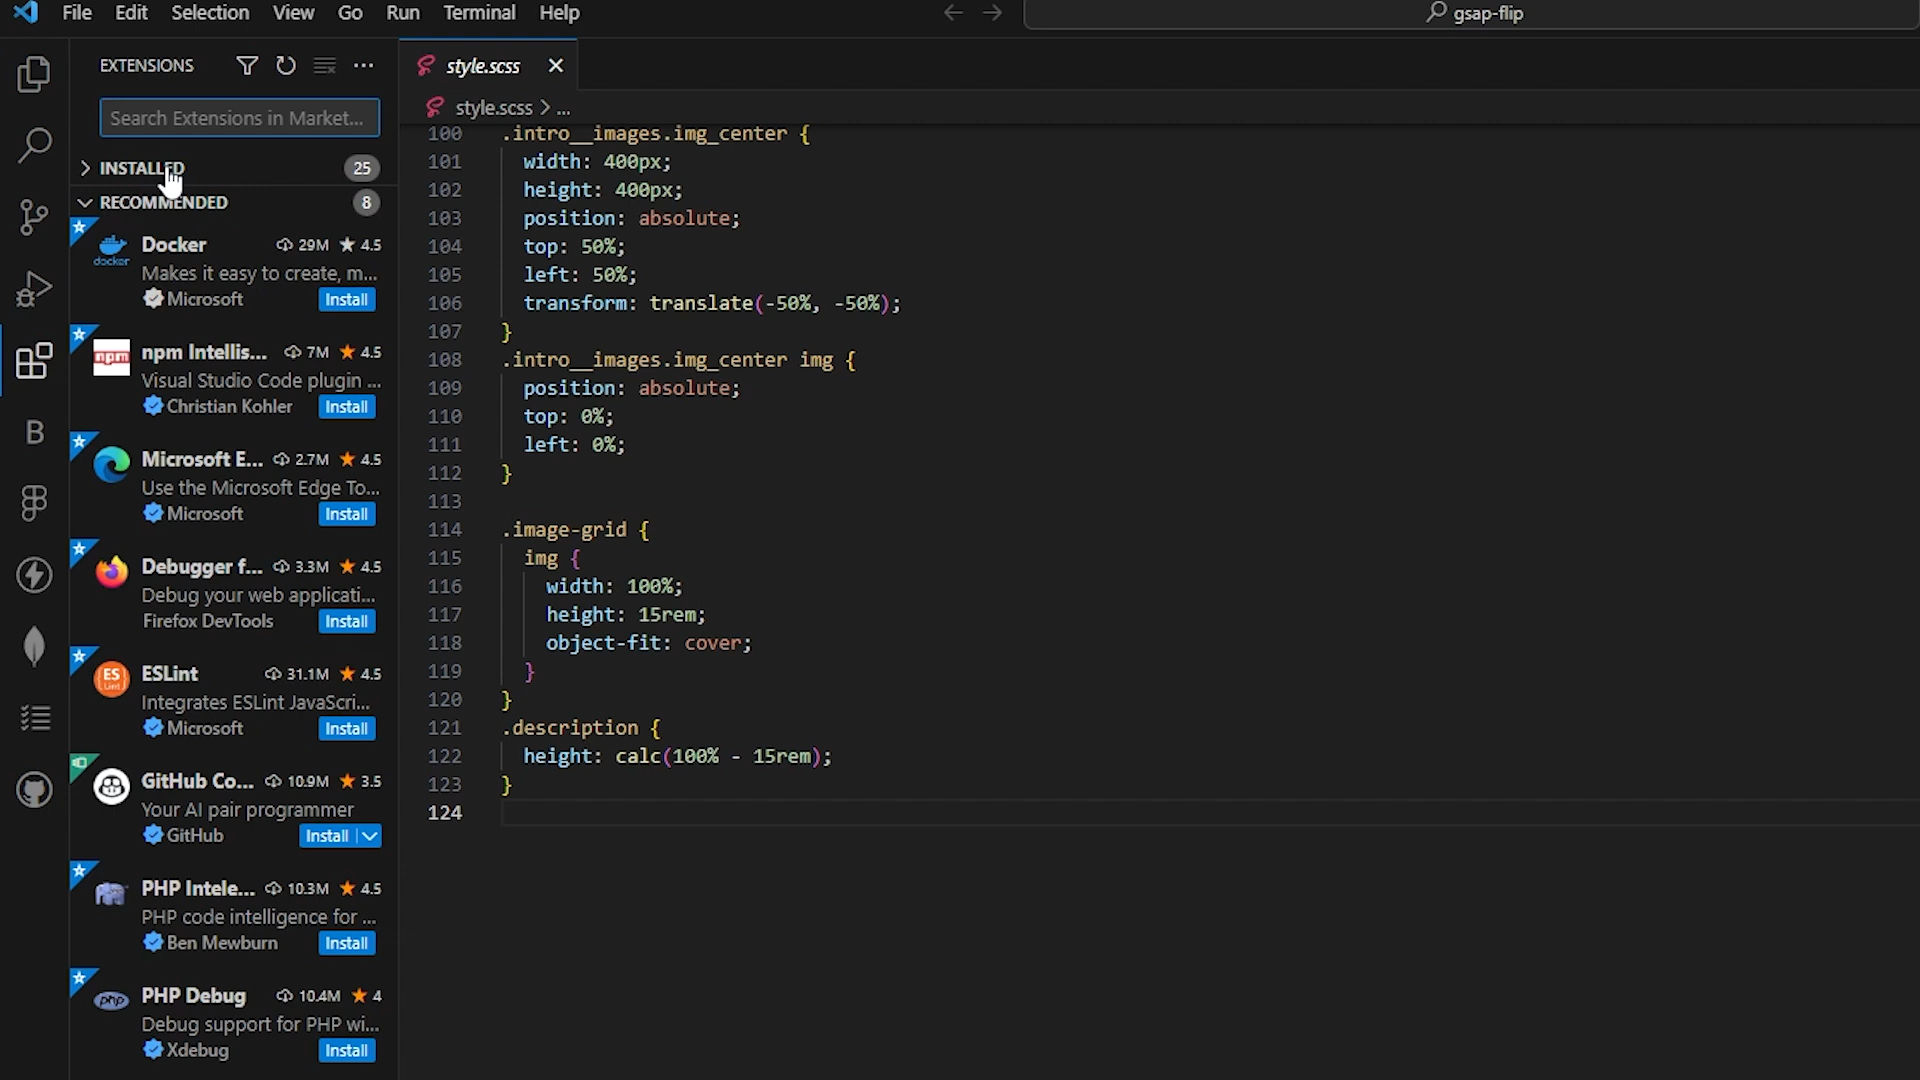 File Edit Selection View Go Run Terminal Help
gsap-flip
EXTENSIONS
Search Extensions in Market...
INSTALLED 25
RECOMMENDED 8
docker
Docker 29M 4.5
Makes it easy to create, m...
Microsoft Install
npm
npm Intellis... 7M 4.5
Visual Studio Code plugin ...
Christian Kohler Install
Microsoft E... 2.7M 4.5
Use the Microsoft Edge To...
Microsoft Install
Debugger f... 3.3M 4.5
Debug your web applicati...
Firefox DevTools Install
ES
Lint
ESLint 31.1M 4.5
Integrates ESLint JavaScri...
Microsoft Install
GitHub Co... 10.9M 3.5
Your AI pair programmer
GitHub Install
PHP Intele... 10.3M 4.5
PHP code intelligence for ...
Ben Mewburn Install
php
PHP Debug 10.4M 4
Debug support for PHP wi...
Xdebug Install
style.scss
style.scss > ...
100 .intro__images.img_center {
101 width: 400px;
102 height: 400px;
103 position: absolute;
104 top: 50%;
105 left: 50%;
106 transform: translate(-50%, -50%);
107 }
108 .intro__images.img_center img {
109 position: absolute;
110 top: 0%;
111 left: 0%;
112 }
113
114 .image-grid {
115 img {
116 width: 100%;
117 height: 15rem;
118 object-fit: cover;
119 }
120 }
121 .description {
122 height: calc(100% - 15rem);
123 }
124